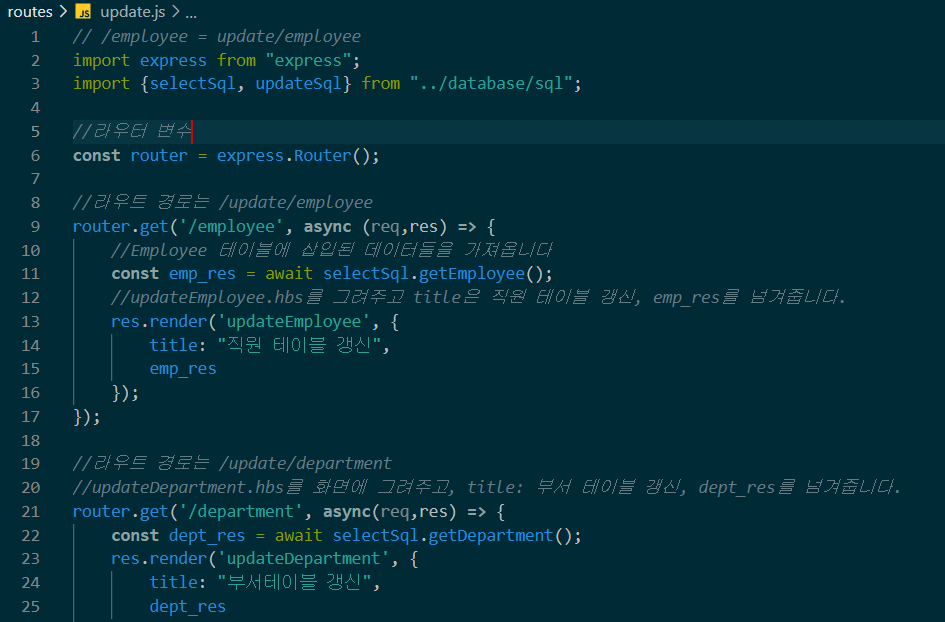 routes > JS update.js > ...
1 // /employee = update/employee
2 import express from "express";
3 import {selectSql, updateSql} from "../database/sql";
4
5 //라우터 변수
6 const router = express.Router();
7
8 //라우트 경로는 /update/employee
9 router.get('/employee', async (req,res) => {
10 //Employee 테이블에 삽입된 데이터들을 가져옵니다
11 const emp_res = await selectSql.getEmployee();
12 //updateEmployee.hbs를 그려주고 title은 직원 테이블 갱신, emp_res를 넘겨줍니다.
13 res.render('updateEmployee', {
14 title: "직원 테이블 갱신",
15 emp_res
16 });
17 });
18
19 //라우트 경로는 /update/department
20 //updateDepartment.hbs를 화면에 그려주고, title: 부서 테이블 갱신, dept_res를 넘겨줍니다.
21 router.get('/department', async(req,res) => {
22 const dept_res = await selectSql.getDepartment();
23 res.render('updateDepartment', {
24 title: "부서테이블 갱신",
25 dept_res